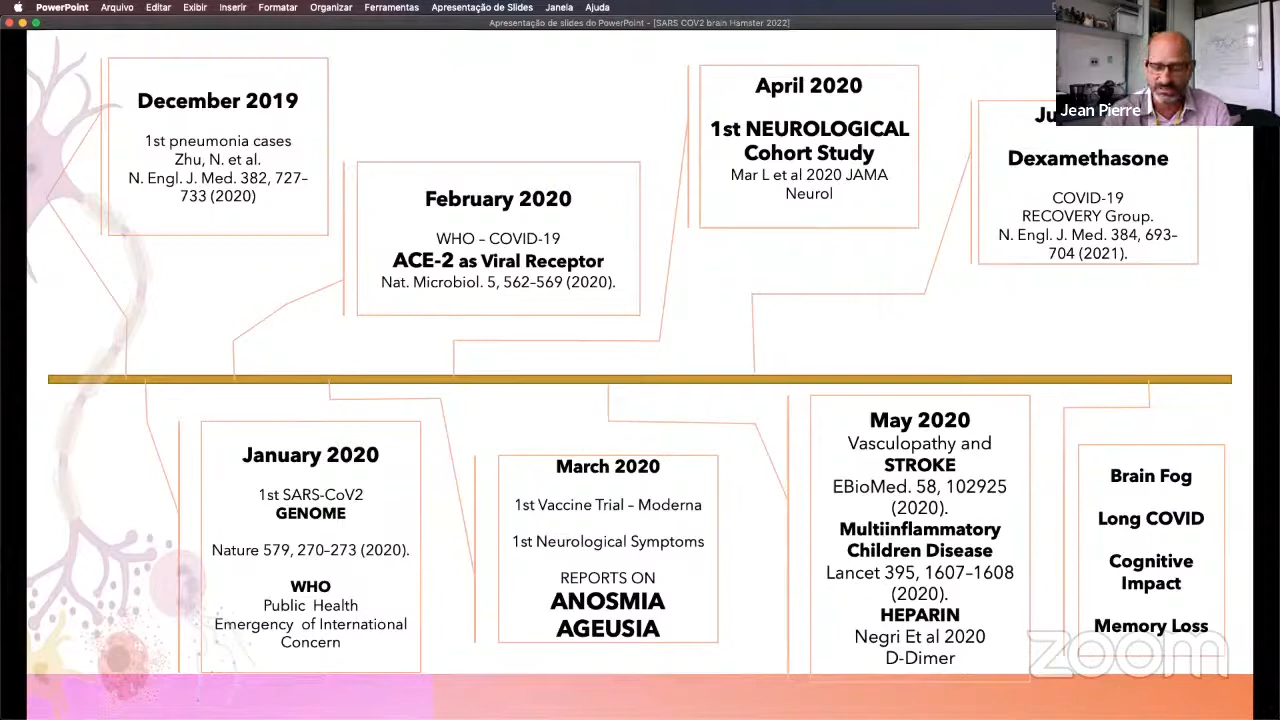 PowerPoint Arquivo Editar Exibir Inserir Formatar Organizar Ferramentas Apresentação de Slides Janela Ajuda
Apresentação de slides do PowerPoint - [SARS COV2 brain Hamster 2022]
Jean Pierre
December 2019
1st pneumonia cases
Zhu, N. et al.
N. Engl. J. Med. 382, 727–
733 (2020)
February 2020
WHO – COVID-19
ACE-2 as Viral Receptor
Nat. Microbiol. 5, 562–569 (2020).
April 2020
1st NEUROLOGICAL
Cohort Study
Mar L et al 2020 JAMA
Neurol
Ju
Dexamethasone
COVID-19
RECOVERY Group.
N. Engl. J. Med. 384, 693–
704 (2021).
January 2020
1st SARS-CoV2
GENOME
Nature 579, 270–273 (2020).
WHO
Public Health
Emergency of International
Concern
March 2020
1st Vaccine Trial – Moderna
1st Neurological Symptoms
REPORTS ON
ANOSMIA
AGEUSIA
May 2020
Vasculopathy and
STROKE
EBioMed. 58, 102925
(2020).
Multiinflammatory
Children Disease
Lancet 395, 1607–1608
(2020).
HEPARIN
Negri Et al 2020
D-Dimer
Brain Fog
Long COVID
Cognitive
Impact
Memory Loss
zoom